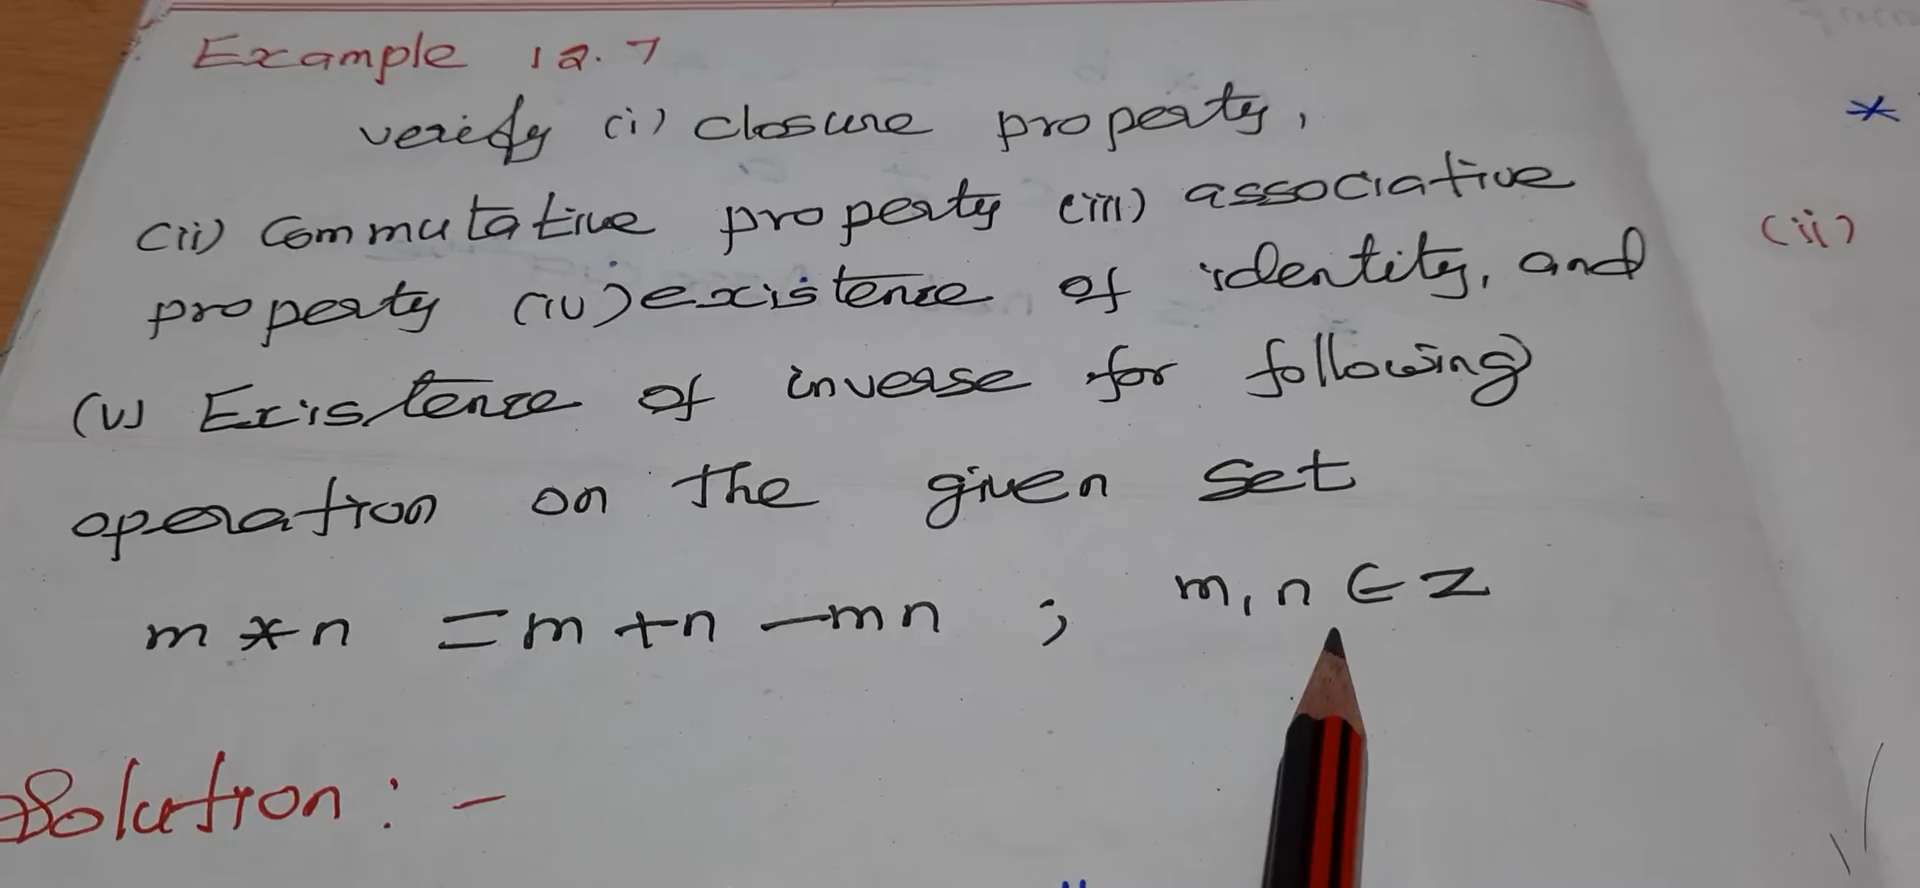 Example 12.7
verify (i) closure property,
(ii) commutative property (iii) associative
property (iv) existence of identity, and
(v) Existence of inverse for following
operation on the given set
m * n = m + n - mn ; m, n ∈ Z
Solution : -
*
(ii)